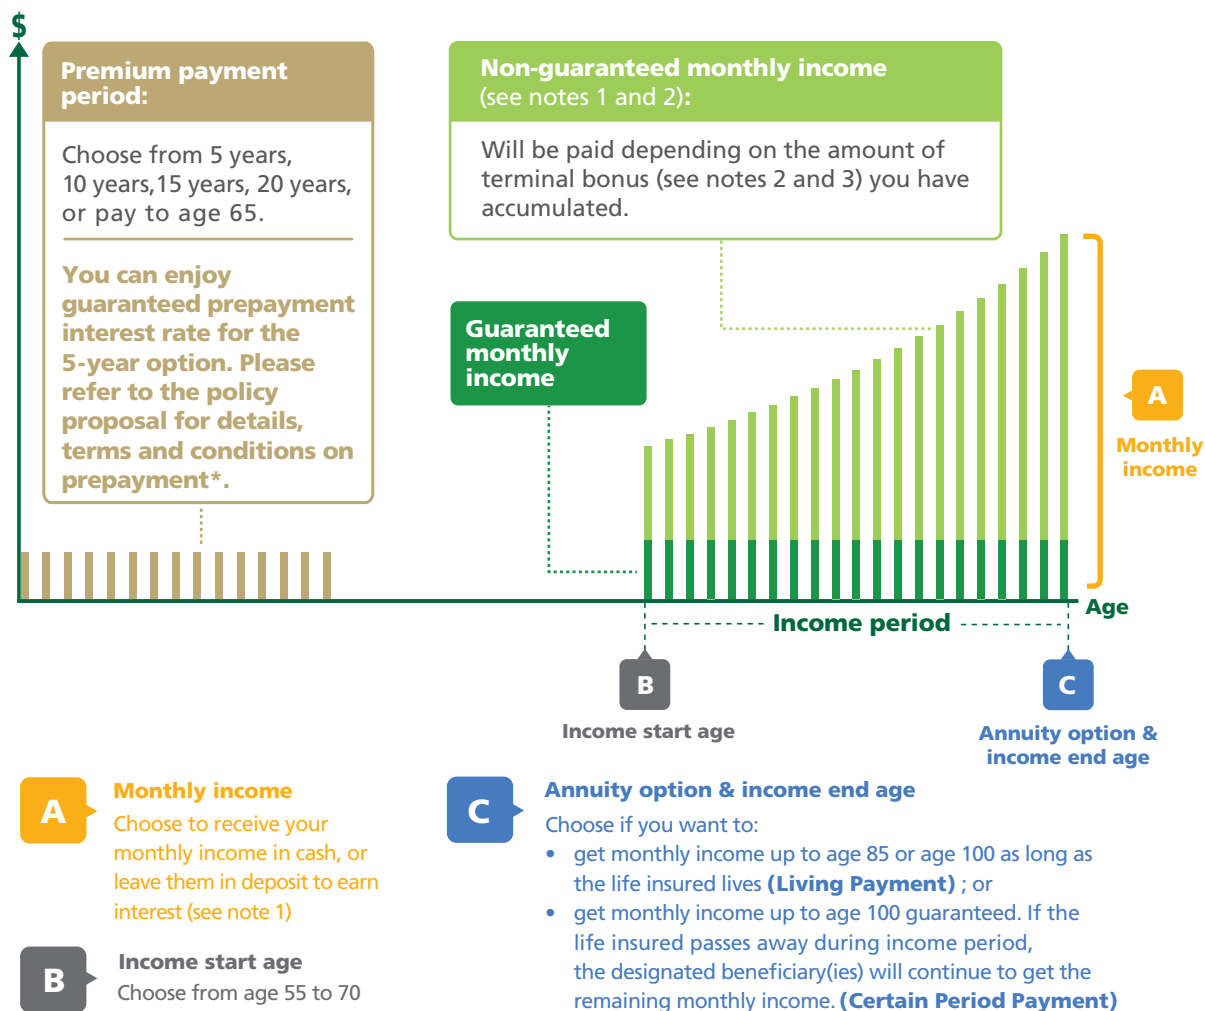 $
Premium payment
period:
Choose from 5 years,
10 years,15 years, 20 years,
or pay to age 65.
You can enjoy
guaranteed prepayment
interest rate for the
5-year option. Please
refer to the policy
proposal for details,
terms and conditions on
prepayment*.
Non-guaranteed monthly income
(see notes 1 and 2):
Will be paid depending on the amount of
terminal bonus (see notes 2 and 3) you have
accumulated.
Guaranteed
monthly
income
A
Monthly
income
Age
Income period
B
Income start age
C
Annuity option &
income end age
A
Monthly income
Choose to receive your
monthly income in cash, or
leave them in deposit to earn
interest (see note 1)
B
Income start age
Choose from age 55 to 70
C
Annuity option & income end age
Choose if you want to:
• get monthly income up to age 85 or age 100 as long as
the life insured lives (Living Payment) ; or
• get monthly income up to age 100 guaranteed. If the
life insured passes away during income period,
the designated beneficiary(ies) will continue to get the
remaining monthly income. (Certain Period Payment)